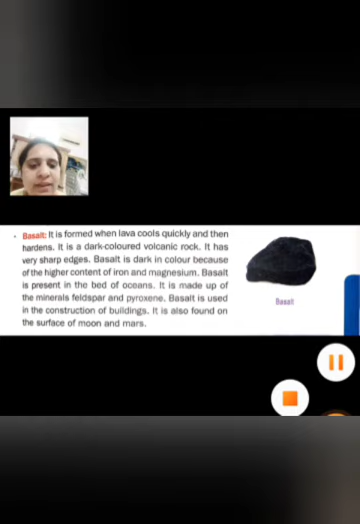 • Basalt: It is formed when lava cools quickly and then
hardens. It is a dark-coloured volcanic rock. It has
very sharp edges. Basalt is dark in colour because
of the higher content of iron and magnesium. Basalt
is present in the bed of oceans. It is made up of
the minerals feldspar and pyroxene. Basalt is used
in the construction of buildings. It is also found on
the surface of moon and mars.
Basalt